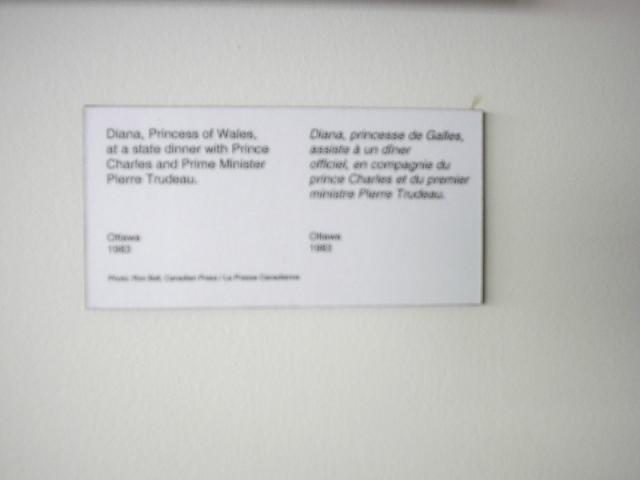 Diana, Princess of Wales,
at a state dinner with Prince
Charles and Prime Minister
Pierre Trudeau.
Ottawa
1983
Diana, princesse de Galles,
assiste à un dîner
officiel, en compagnie du
prince Charles et du premier
ministre Pierre Trudeau.
Ottawa
1983
Photo: Ron Bell, Canadian Press / La Presse Canadienne